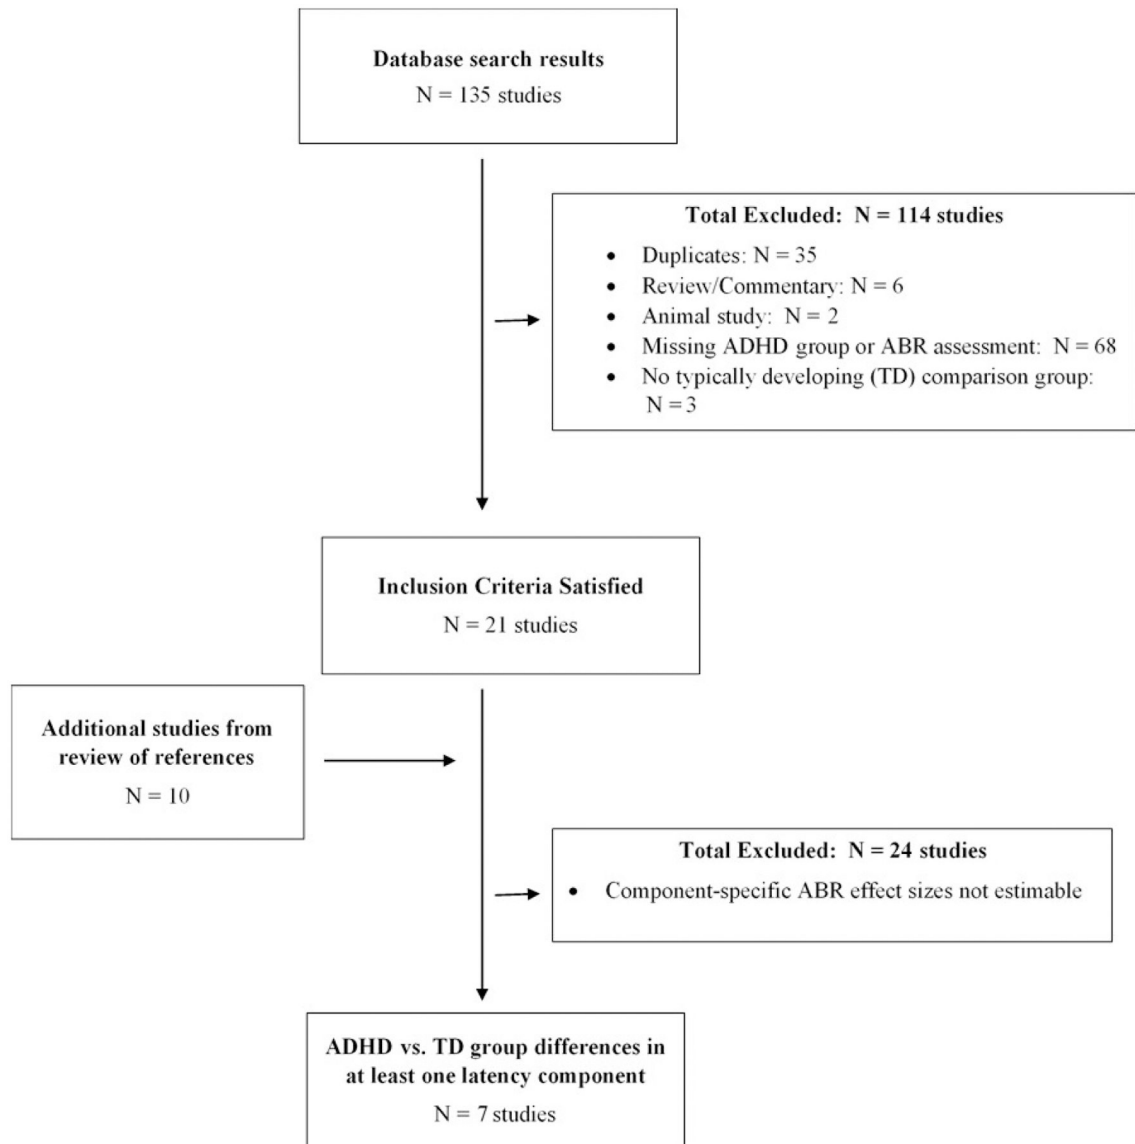 Database search results
N = 135 studies
Total Excluded: N = 114 studies
• Duplicates: N = 35
• Review/Commentary: N = 6
• Animal study: N = 2
• Missing ADHD group or ABR assessment: N = 68
• No typically developing (TD) comparison group:
N = 3
Inclusion Criteria Satisfied
N = 21 studies
Additional studies from
review of references
N = 10
Total Excluded: N = 24 studies
• Component-specific ABR effect sizes not estimable
ADHD vs. TD group differences in
at least one latency component
N = 7 studies